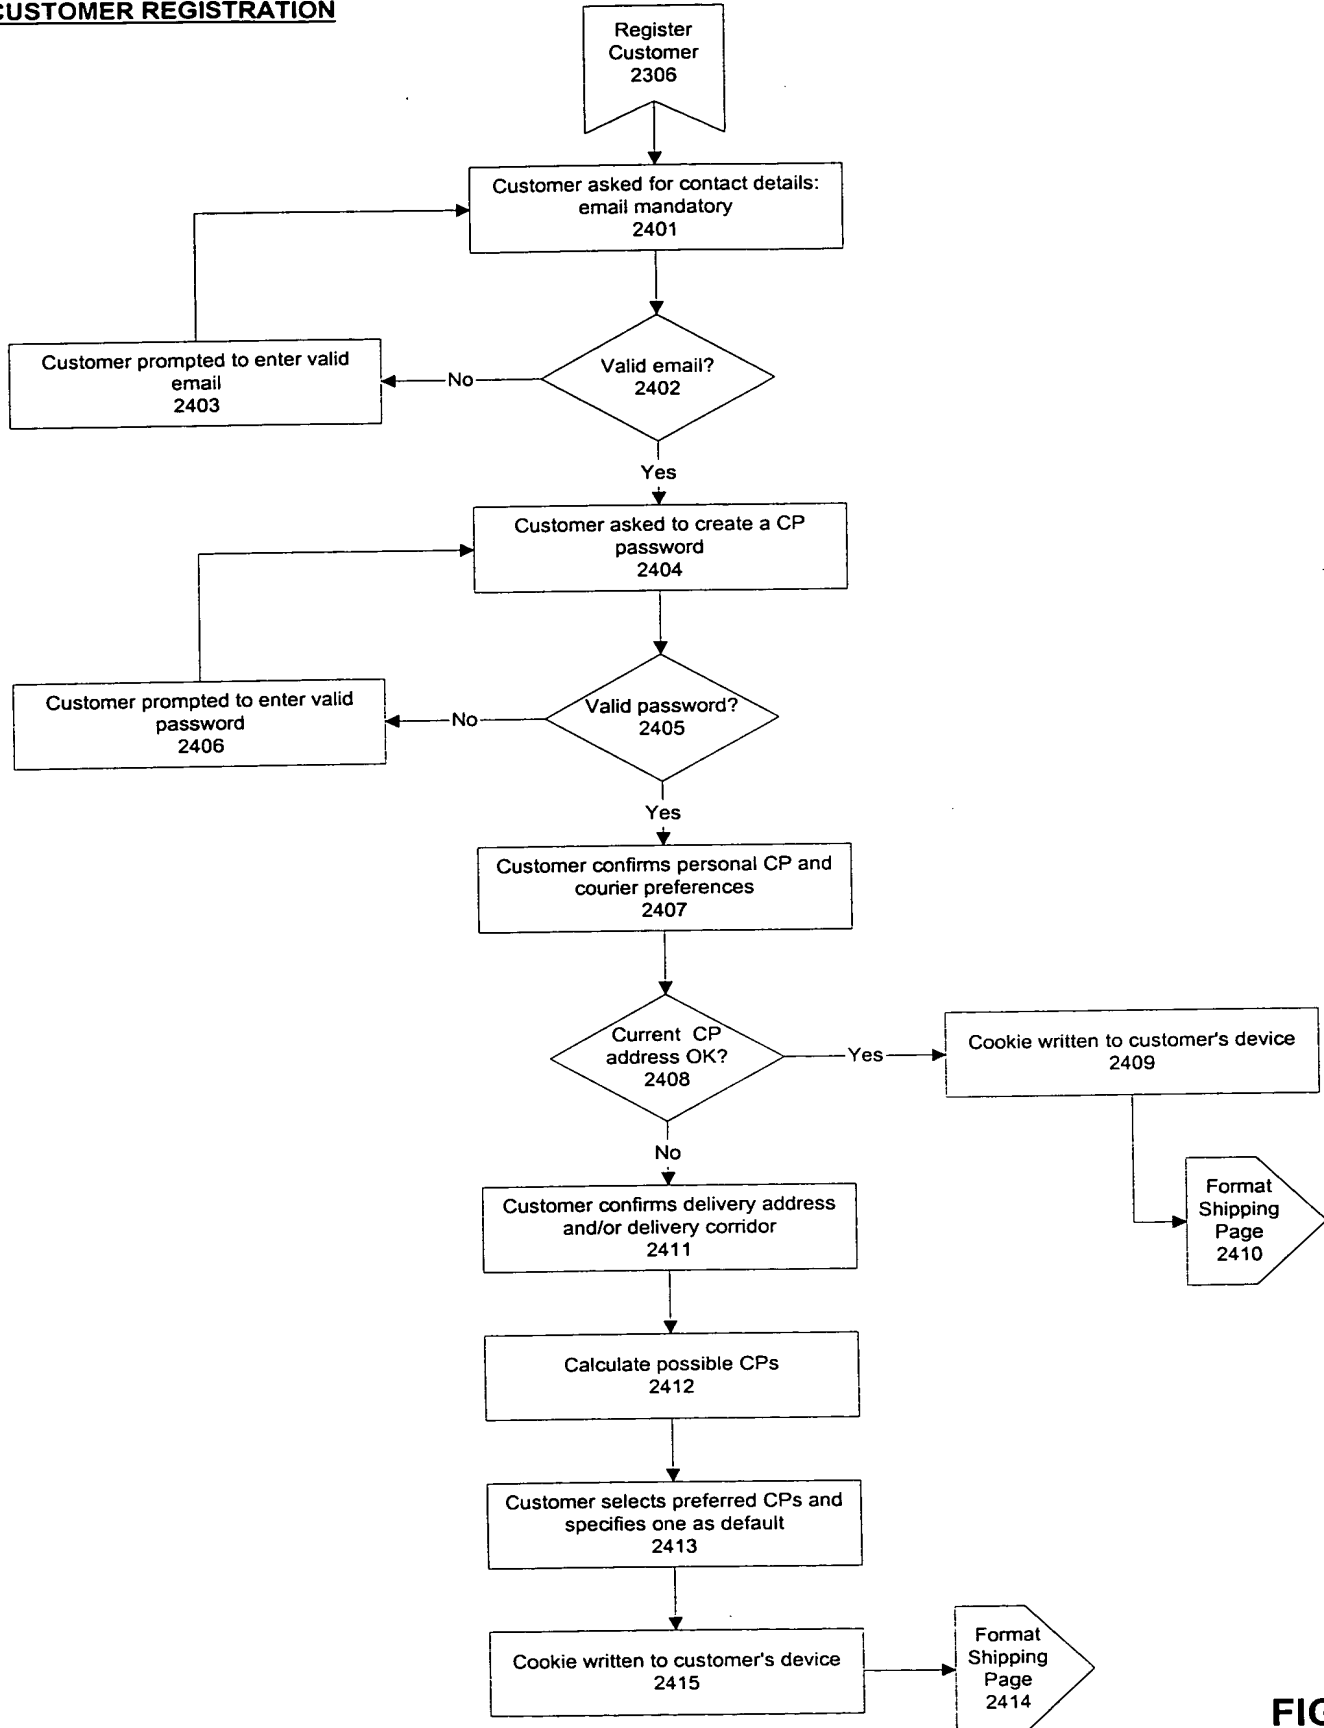 CUSTOMER REGISTRATION
Register
Customer
2306
Customer asked for contact details:
email mandatory
2401
Valid email?
2402
No
Customer prompted to enter valid
email
2403
Yes
Customer asked to create a CP
password
2404
Valid password?
2405
No
Customer prompted to enter valid
password
2406
Yes
Customer confirms personal CP and
courier preferences
2407
Current CP
address OK?
2408
Yes
Cookie written to customer's device
2409
Format
Shipping
Page
2410
No
Customer confirms delivery address
and/or delivery corridor
2411
Calculate possible CPs
2412
Customer selects preferred CPs and
specifies one as default
2413
Cookie written to customer's device
2415
Format
Shipping
Page
2414
FIG